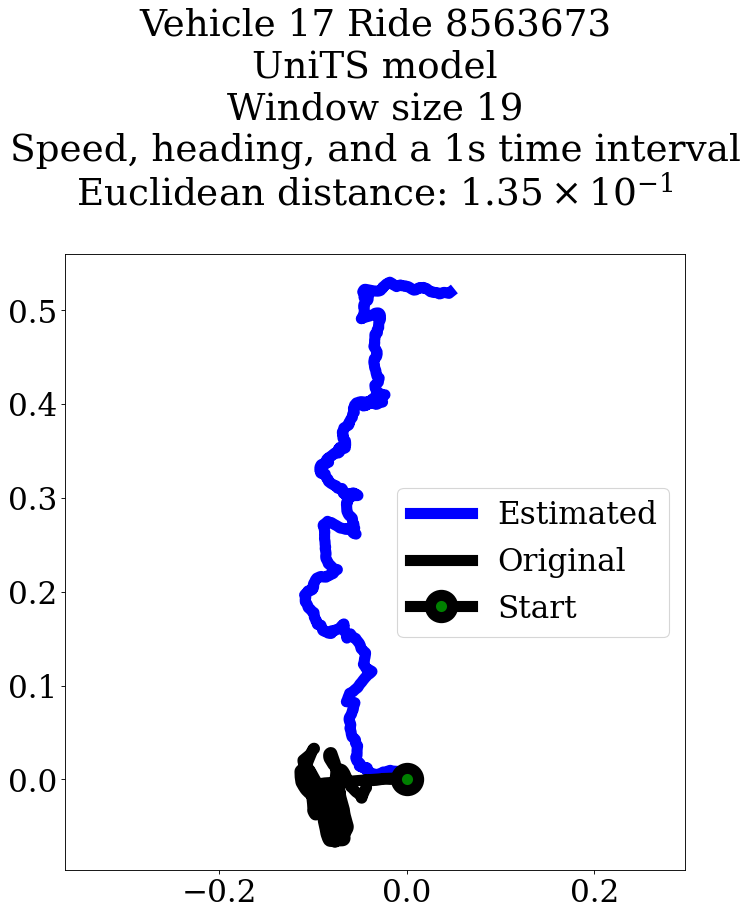 Vehicle 17 Ride 8563673
UniTS model
Window size 19
Speed, heading, and a 1s time interval
Euclidean distance: 1.35 × 10⁻¹
0.5
0.4
0.3
0.2
0.1
0.0
Estimated
Original
Start
−0.2
0.0
0.2